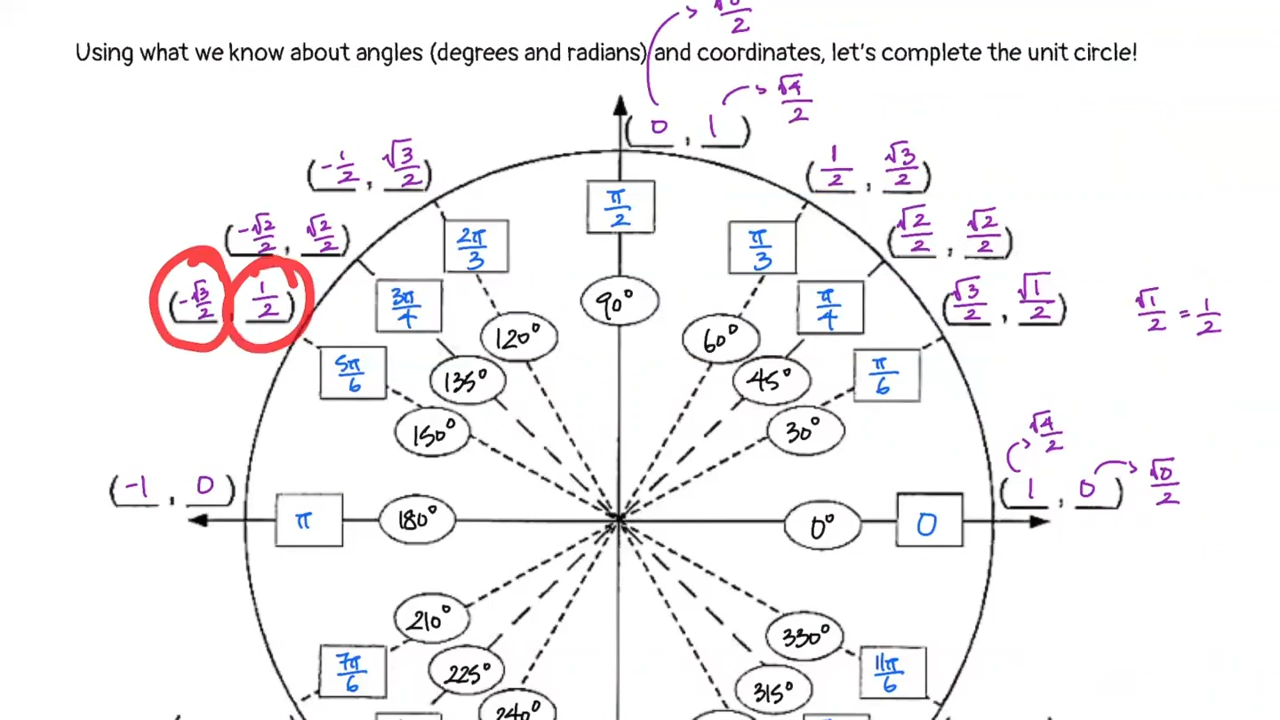 √0/2
Using what we know about angles (degrees and radians) and coordinates, let's complete the unit circle!
√4/2
(0, 1)
(-1/2, √3/2)
(1/2, √3/2)
π/2
(-√2/2, √2/2)
2π/3
π/3
(√2/2, √2/2)
(-√3/2, 1/2)
3π/4
90°
π/4
(√3/2, √1/2)
√1/2 = 1/2
120°
60°
5π/6
135°
45°
π/6
150°
30°
√4/2
(-1, 0)
(1, 0)
√0/2
π
180°
0°
0
210°
330°
7π/6
225°
315°
11π/6
240°